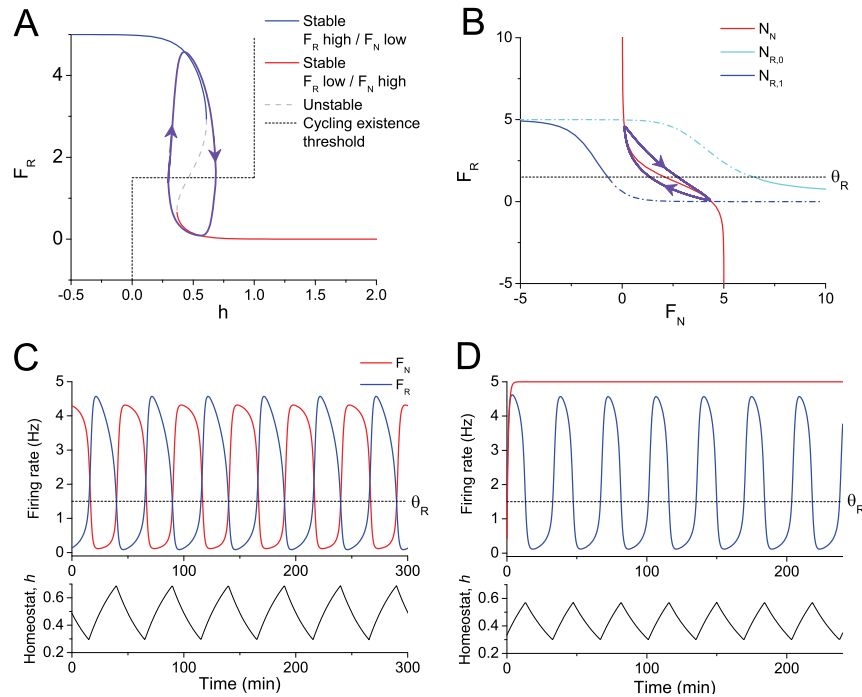 A
Stable
F_R high / F_N low
Stable
F_R low / F_N high
Unstable
Cycling existence
threshold
F_R
4
2
0
-0.5 0.0 0.5 1.0 1.5 2.0
h
B
N_N
N_R,0
N_R,1
F_R
10
5
0
-5
θ_R
-5 0 5 10
F_N
C
F_N
F_R
Firing rate (Hz)
5
4
3
2
1
0
θ_R
0 100 200 300
Homeostat, h
0.6
0.4
0.2
0 100 200 300
Time (min)
D
Firing rate (Hz)
5
4
3
2
1
0
θ_R
0 100 200
Homeostat, h
0.6
0.4
0.2
0 100 200
Time (min)